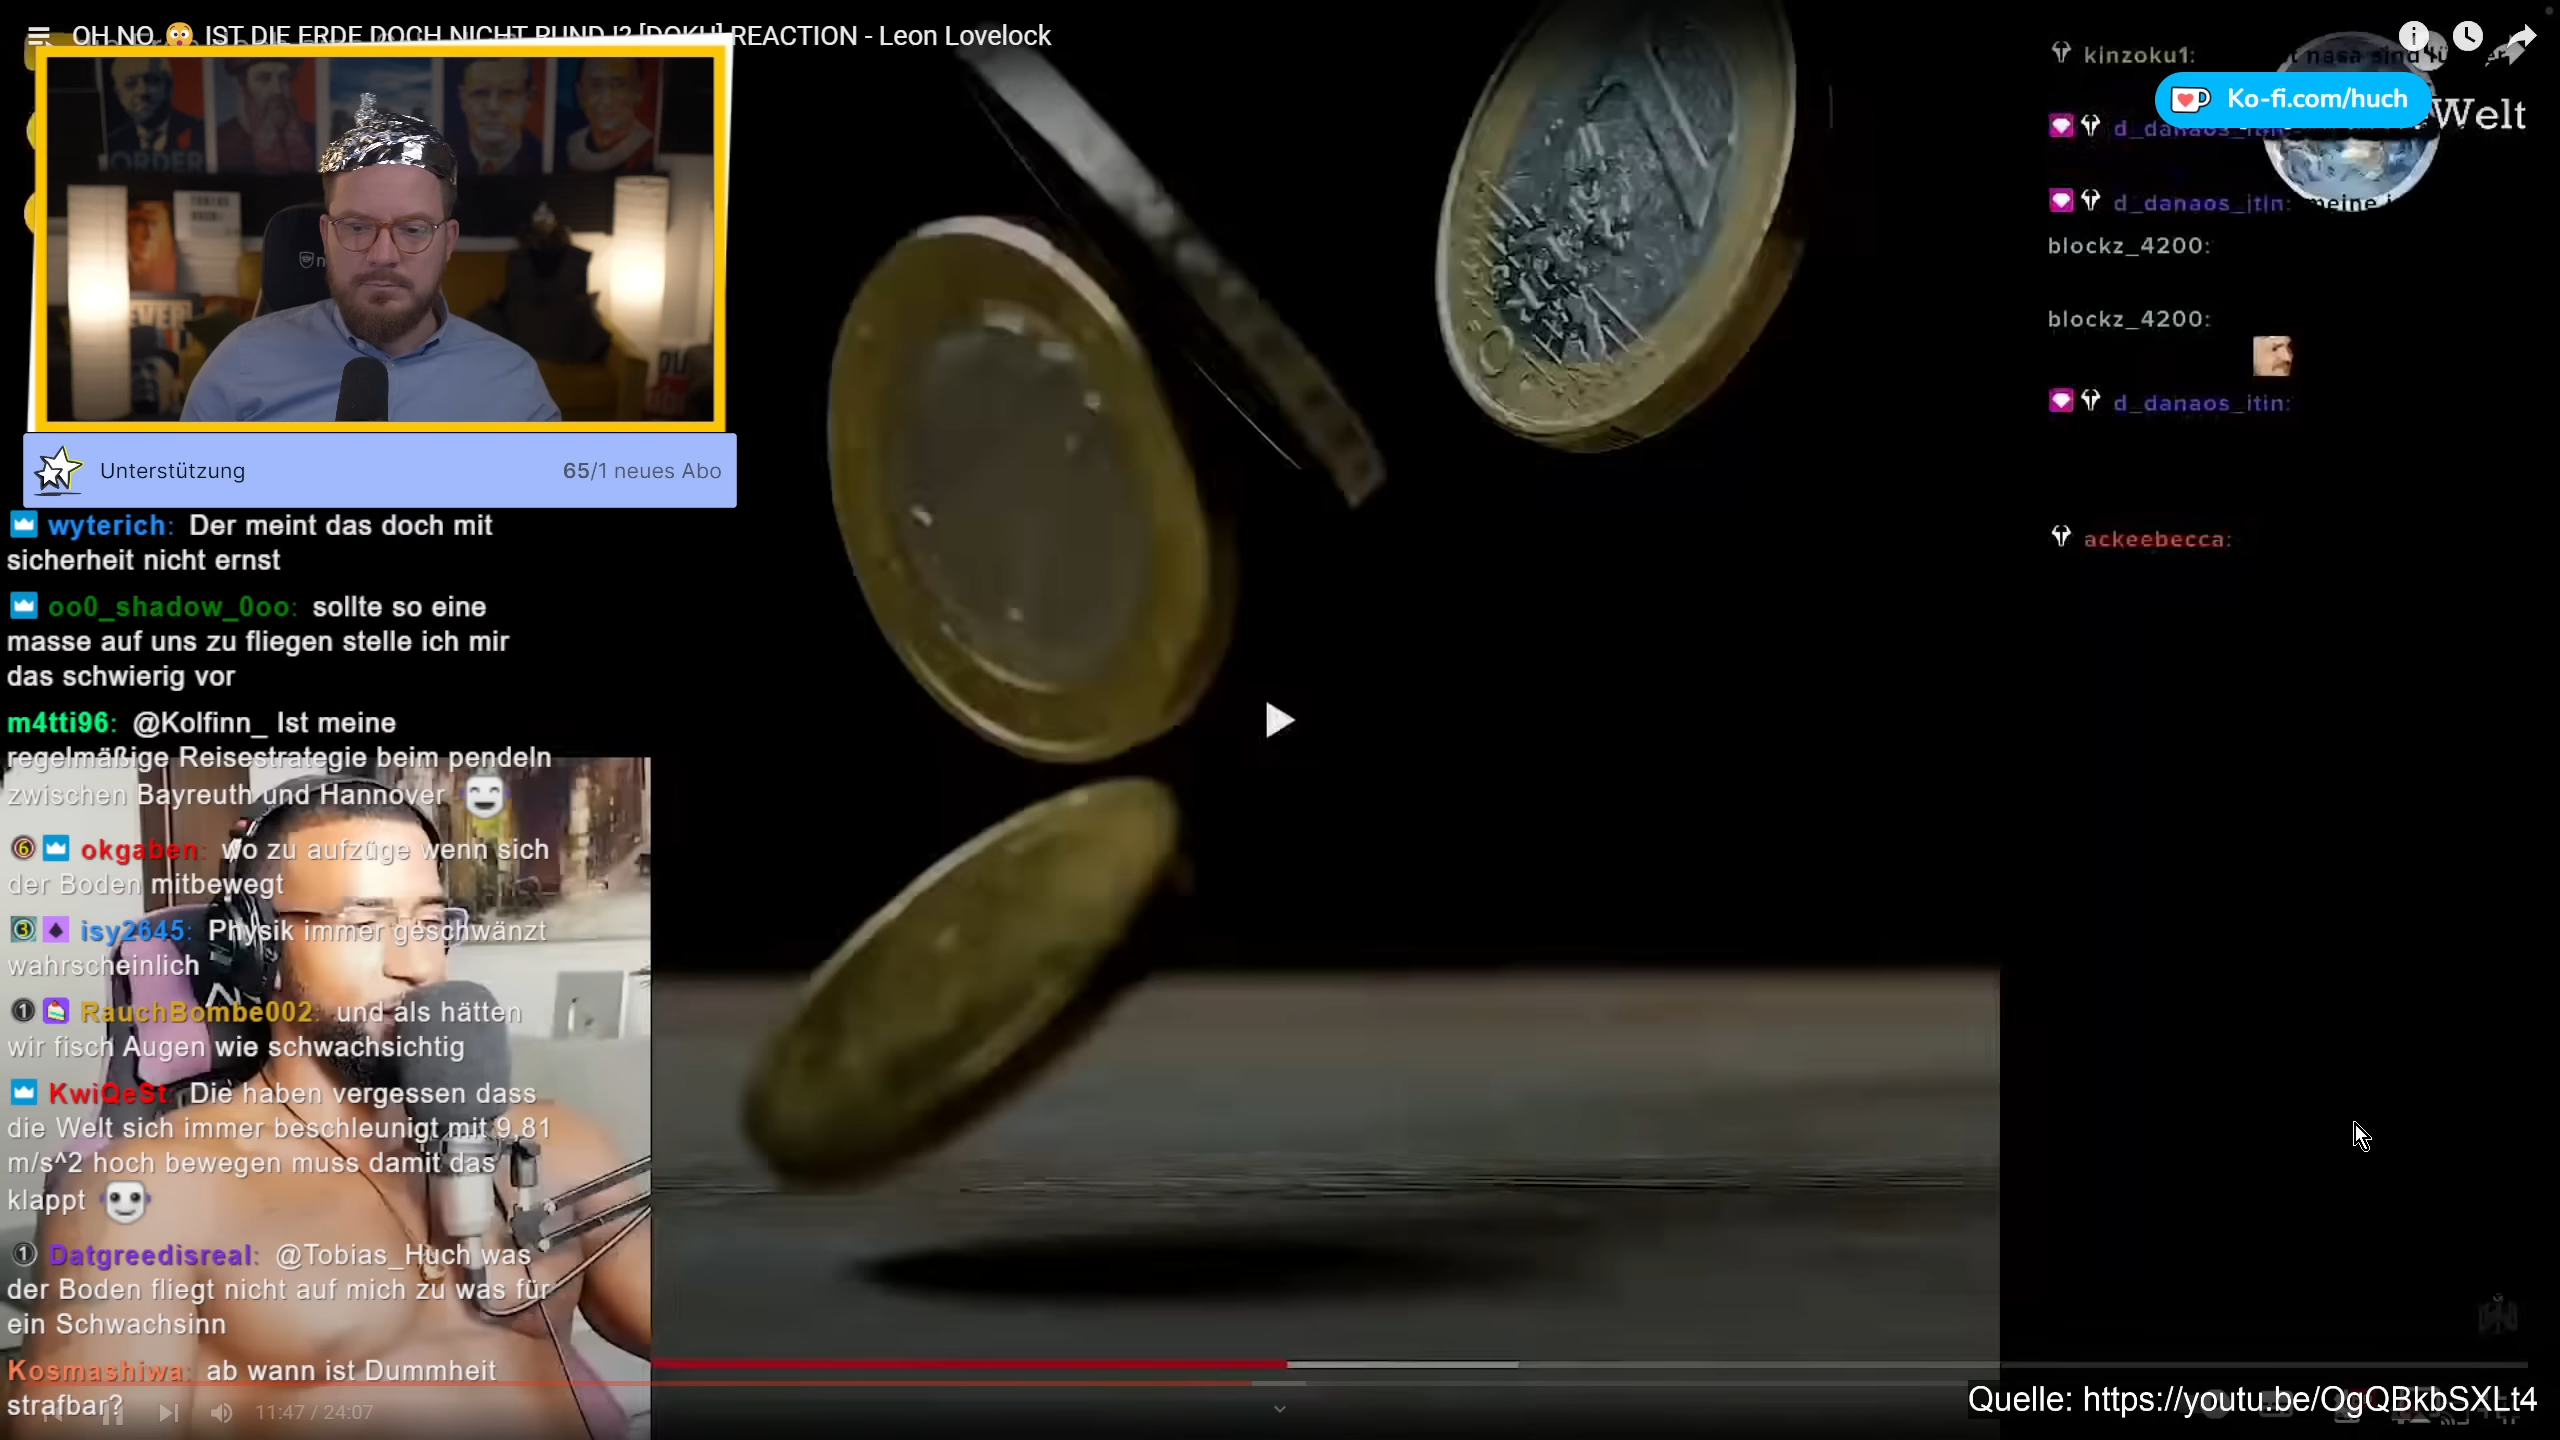 OH NO 😳 IST DIE ERDE DOCH NICHT RUND !? [DOKU] REACTION - Leon Lovelock
ORDER
Unterstützung
65/1 neues Abo
wyterich: Der meint das doch mit
sicherheit nicht ernst
oo0_shadow_0oo: sollte so eine
masse auf uns zu fliegen stelle ich mir
das schwierig vor
m4tti96: @Kolfinn_ Ist meine
regelmäßige Reisestrategie beim pendeln
zwischen Bayreuth und Hannover
okgaben: wo zu aufzüge wenn sich
der Boden mitbewegt
isy2645: Physik immer geschwänzt
wahrscheinlich
RauchBombe002: und als hätten
wir fisch Augen wie schwachsichtig
KwiQeSt: Die haben vergessen dass
die Welt sich immer beschleunigt mit 9,81
m/s^2 hoch bewegen muss damit das
klappt
Datgreedisreal: @Tobias_Huch was
der Boden fliegt nicht auf mich zu was für
ein Schwachsinn
Kosmashiwa: ab wann ist Dummheit
strafbar?
11:47 / 24:07
kinzoku1: nasa sind
Ko-fi.com/huch
Welt
d_danaos_itin:
d_danaos_itin: meine
blockz_4200:
blockz_4200:
d_danaos_itin:
ackeebecca:
Quelle: https://youtu.be/OgQBkbSXLt4